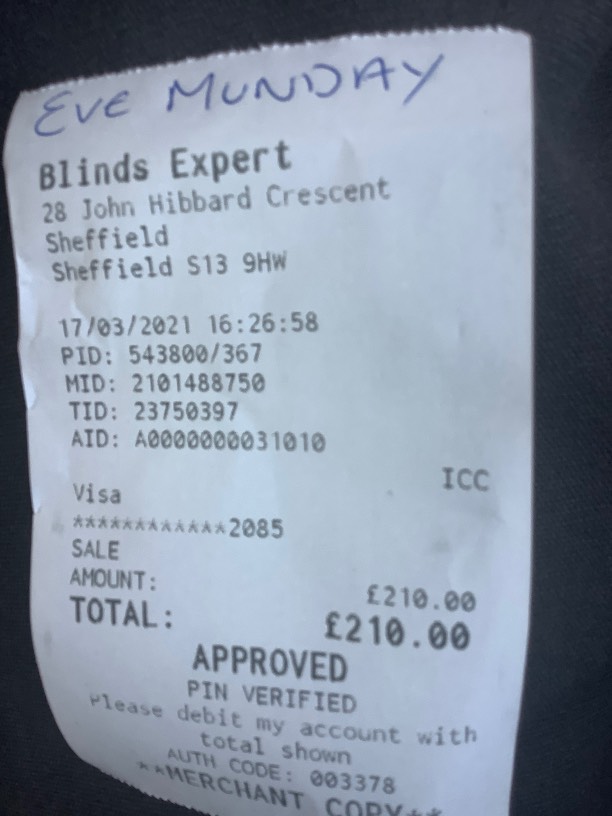 EVE MUNDAY
Blinds Expert
28 John Hibbard Crescent
Sheffield
Sheffield S13 9HW
17/03/2021 16:26:58
PID: 543800/367
MID: 2101488750
TID: 23750397
AID: A0000000031010
ICC
Visa
************2085
SALE
AMOUNT: £210.00
TOTAL: £210.00
APPROVED
PIN VERIFIED
Please debit my account with
total shown
AUTH CODE: 003378
**MERCHANT COPY**